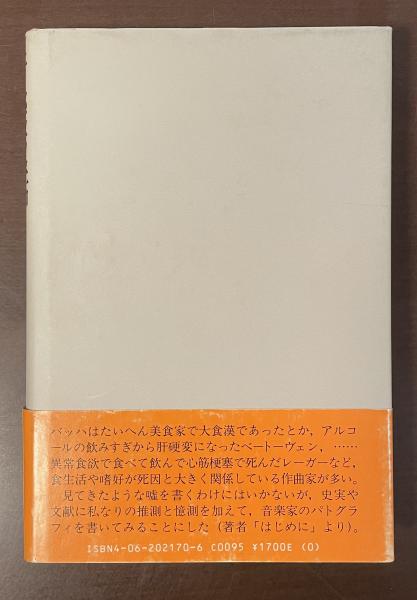 バッハはたいへん美食家で大食漢であったとか，アルコ
ールの飲みすぎから肝硬変になったベートーヴェン，……
異常食欲で食べて飲んで心筋梗塞で死んだレーガーなど，
食生活や嗜好が死因と大きく関係している作曲家が多い。
　見てきたような嘘を書くわけにはいかないが，史実や
文献に私なりの推測と憶測を加えて，音楽家のパトグラ
フィを書いてみることにした（著者「はじめに」より）。
ISBN4-06-202170-6 C0095 ¥1700E (0)